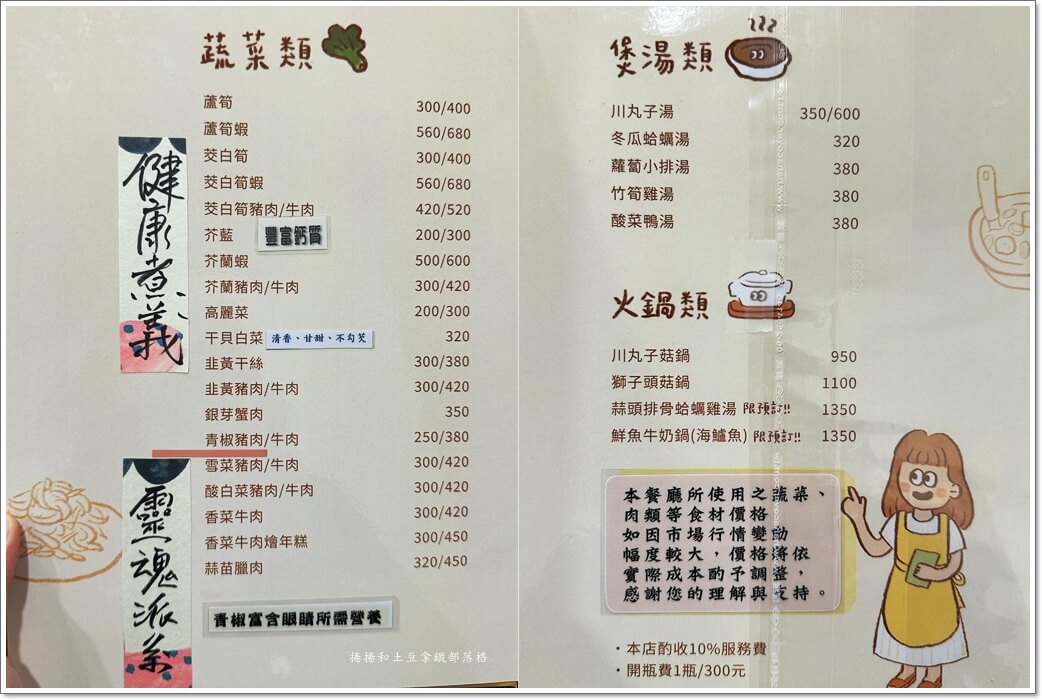 蔬菜類
蘆筍 300/400
蘆筍蝦 560/680
茭白筍 300/400
茭白筍蝦 560/680
茭白筍豬肉/牛肉 420/520
芥藍 豐富鈣質 200/300
芥蘭蝦 500/600
芥蘭豬肉/牛肉 300/420
高麗菜 200/300
干貝白菜 清香、甘甜、不勾芡 320
韭黃干絲 300/380
韭黃豬肉/牛肉 300/420
銀芽蟹肉 350
青椒豬肉/牛肉 250/380
雪菜豬肉/牛肉 300/420
酸白菜豬肉/牛肉 300/420
香菜牛肉 300/420
香菜牛肉燴年糕 300/450
蒜苗臘肉 320/450
青椒富含眼睛所需營養
健康煮義
靈魂派系
捲捲和土豆拿鐵部落格
煲湯類
川丸子湯 350/600
冬瓜蛤蠣湯 320
蘿蔔小排湯 380
竹筍雞湯 380
酸菜鴨湯 380
火鍋類
川丸子菇鍋 950
獅子頭菇鍋 1100
蒜頭排骨蛤蠣雞湯 限預訂!! 1350
鮮魚牛奶鍋(海鱸魚) 限預訂!! 1350
本餐廳所使用之蔬菜、
肉類等食材價格
如因市場行情變動
幅度較大，價格將依
實際成本酌予調整，
感謝您的理解與支持。
・本店酌收10%服務費
・開瓶費1瓶/300元